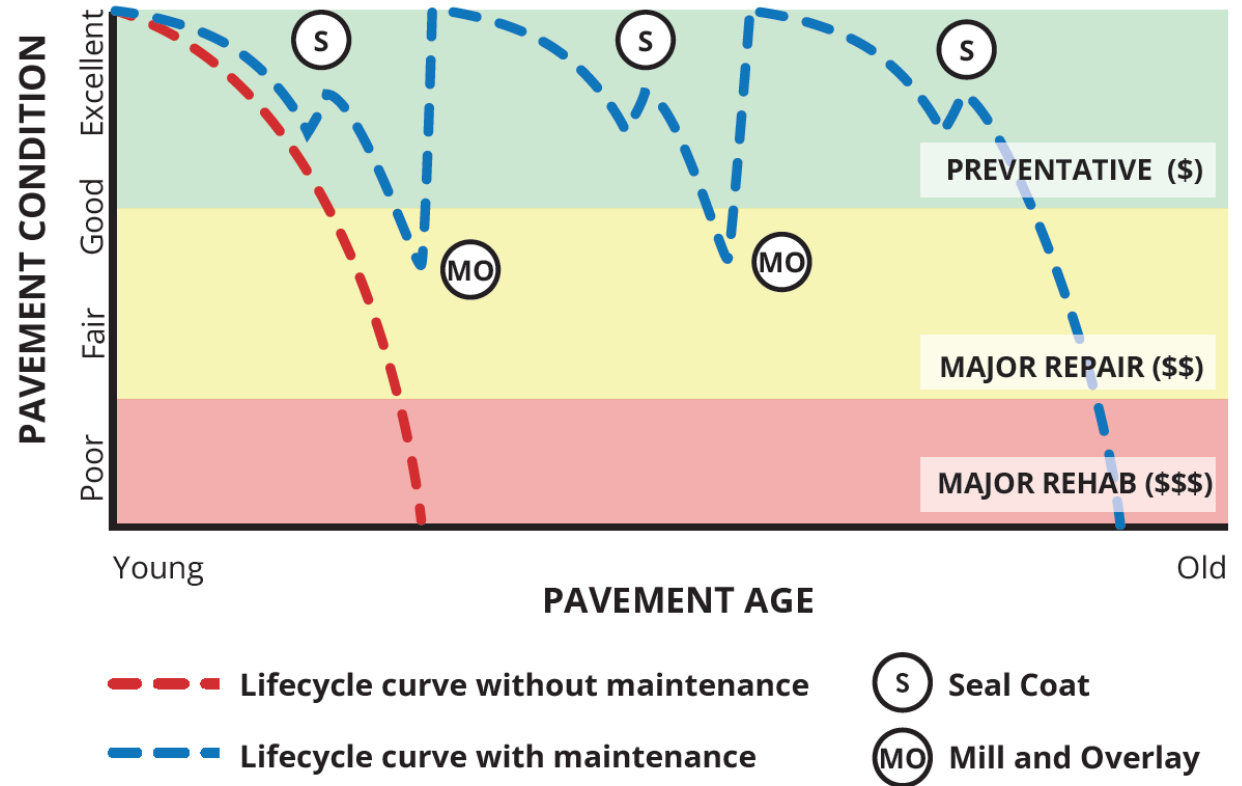 PAVEMENT CONDITION
Excellent
Good
Fair
Poor
S
S
S
MO
MO
PREVENTATIVE ($)
MAJOR REPAIR ($$)
MAJOR REHAB ($$$)
Young
Old
PAVEMENT AGE
Lifecycle curve without maintenance
S Seal Coat
Lifecycle curve with maintenance
MO Mill and Overlay